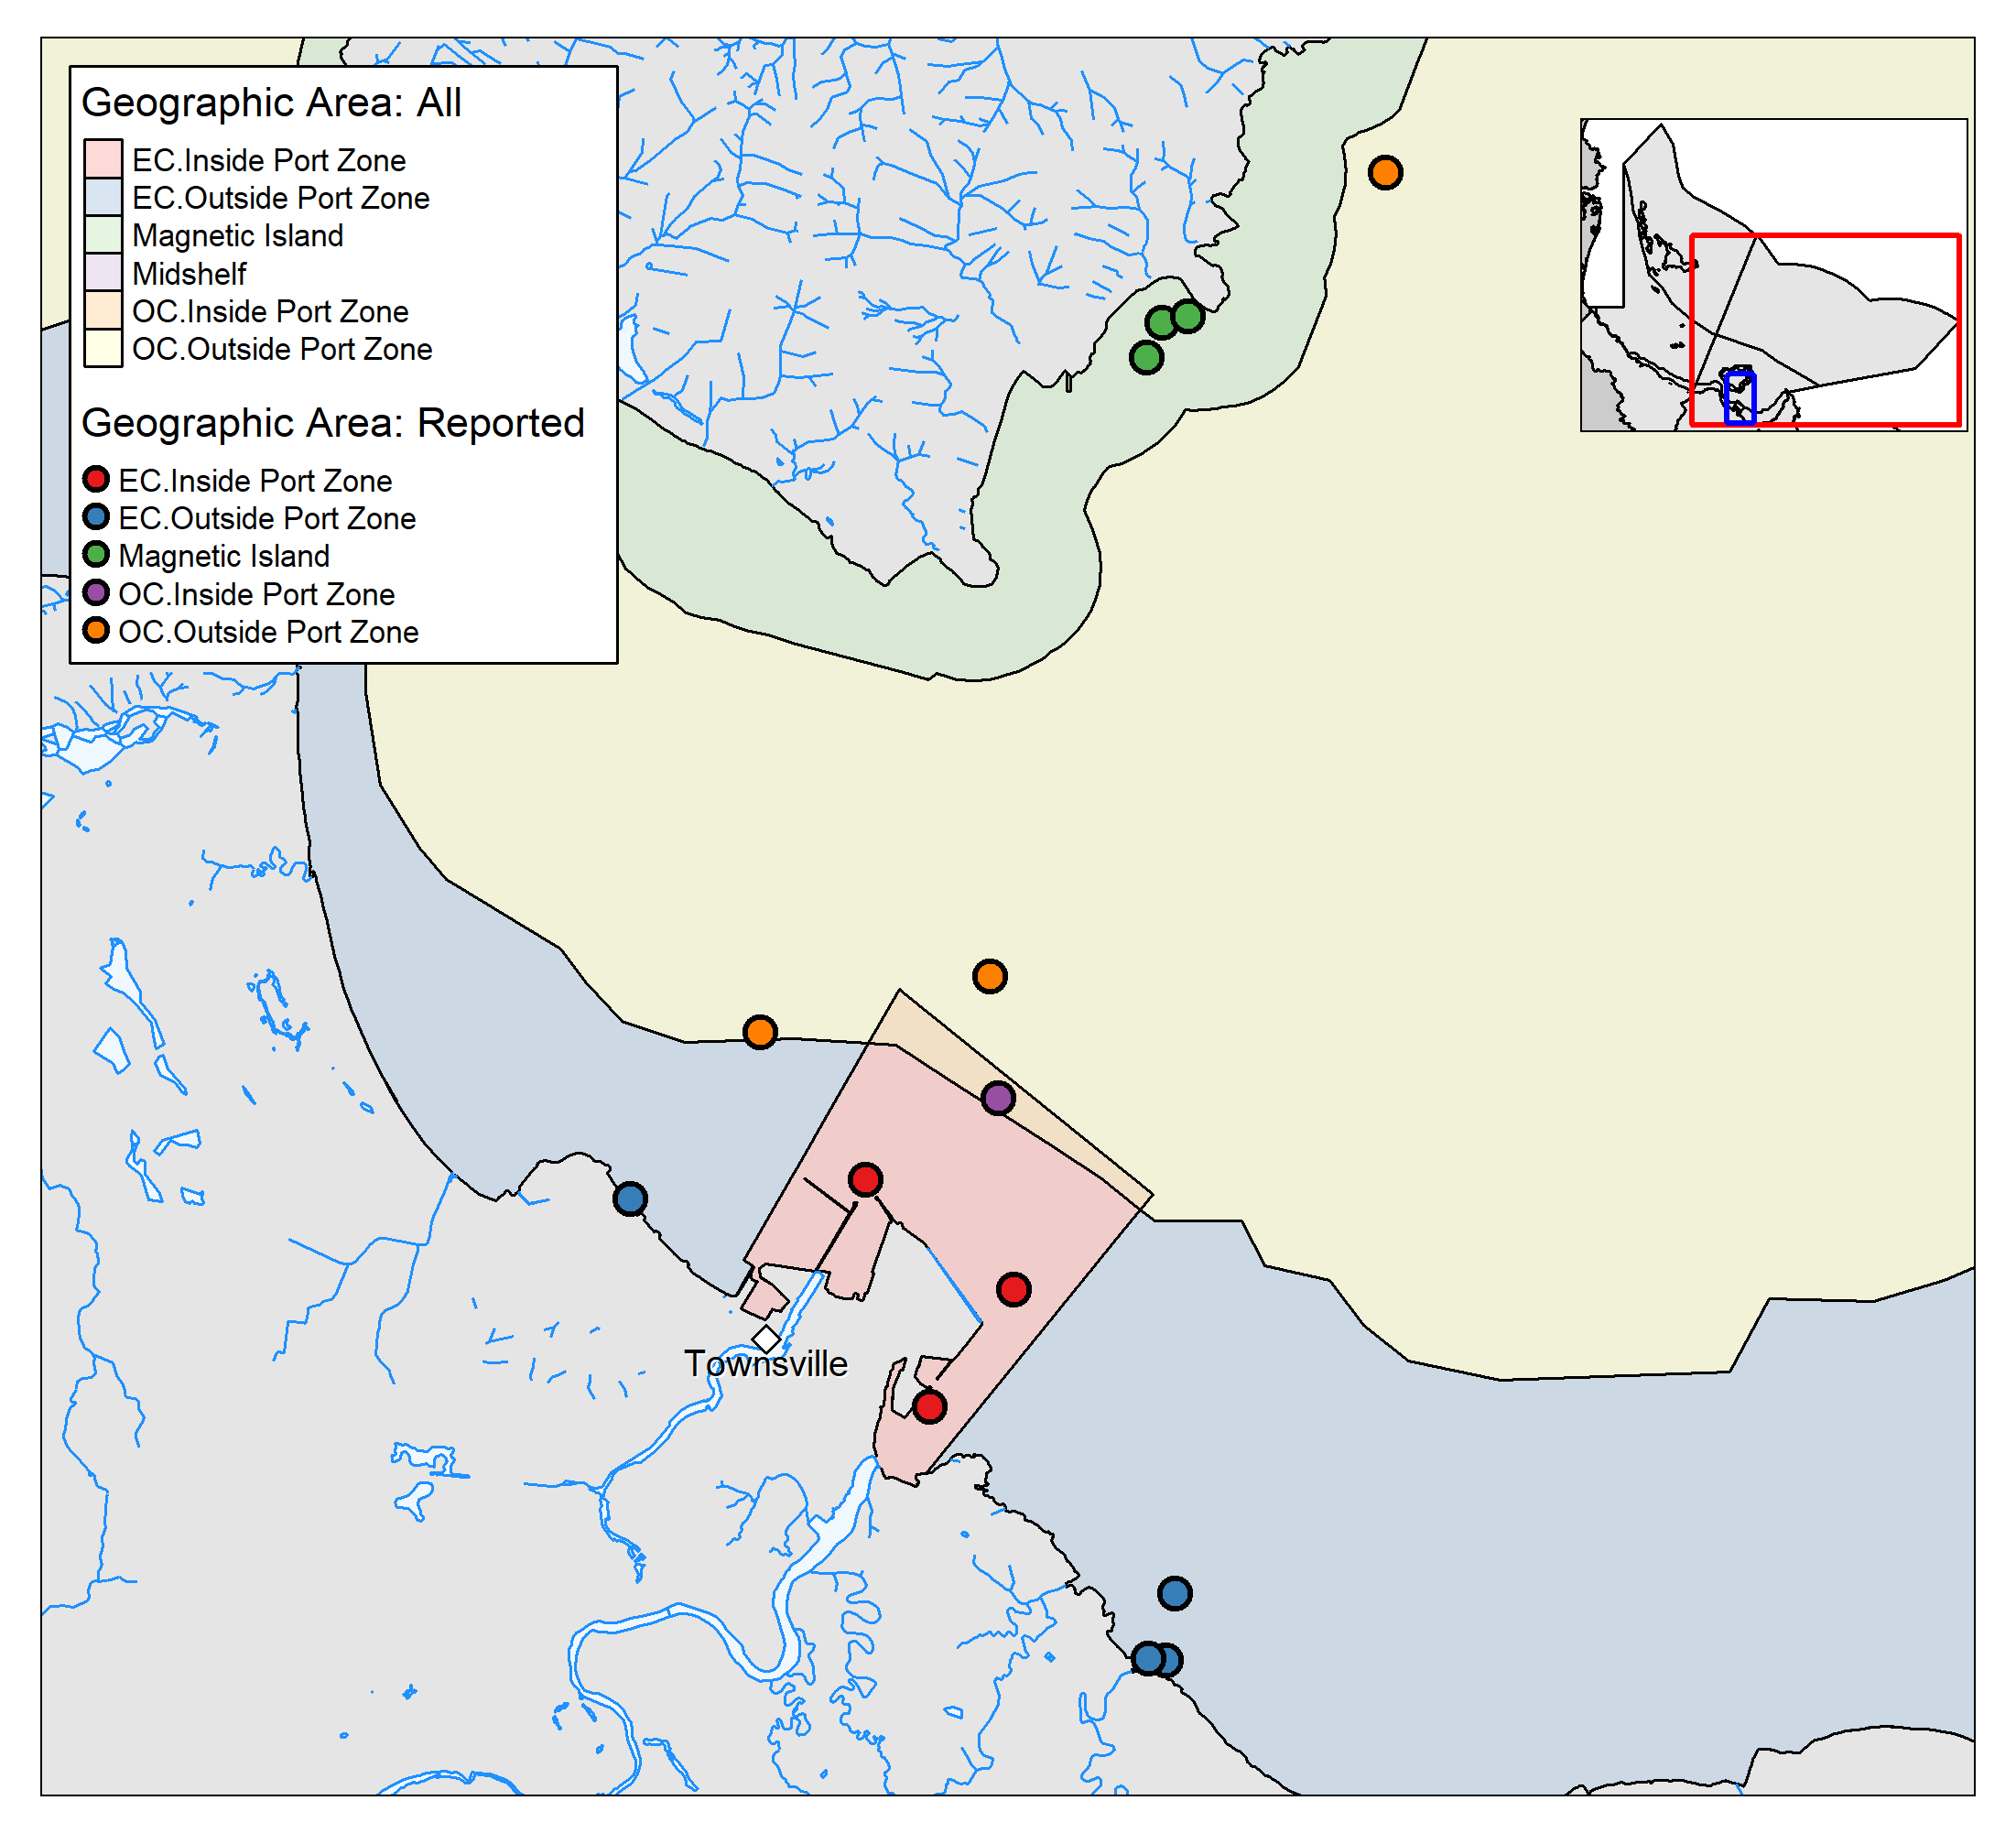 Geographic Area: All
EC.Inside Port Zone
EC.Outside Port Zone
Magnetic Island
Midshelf
OC.Inside Port Zone
OC.Outside Port Zone
Geographic Area: Reported
EC.Inside Port Zone
EC.Outside Port Zone
Magnetic Island
OC.Inside Port Zone
OC.Outside Port Zone
Townsville